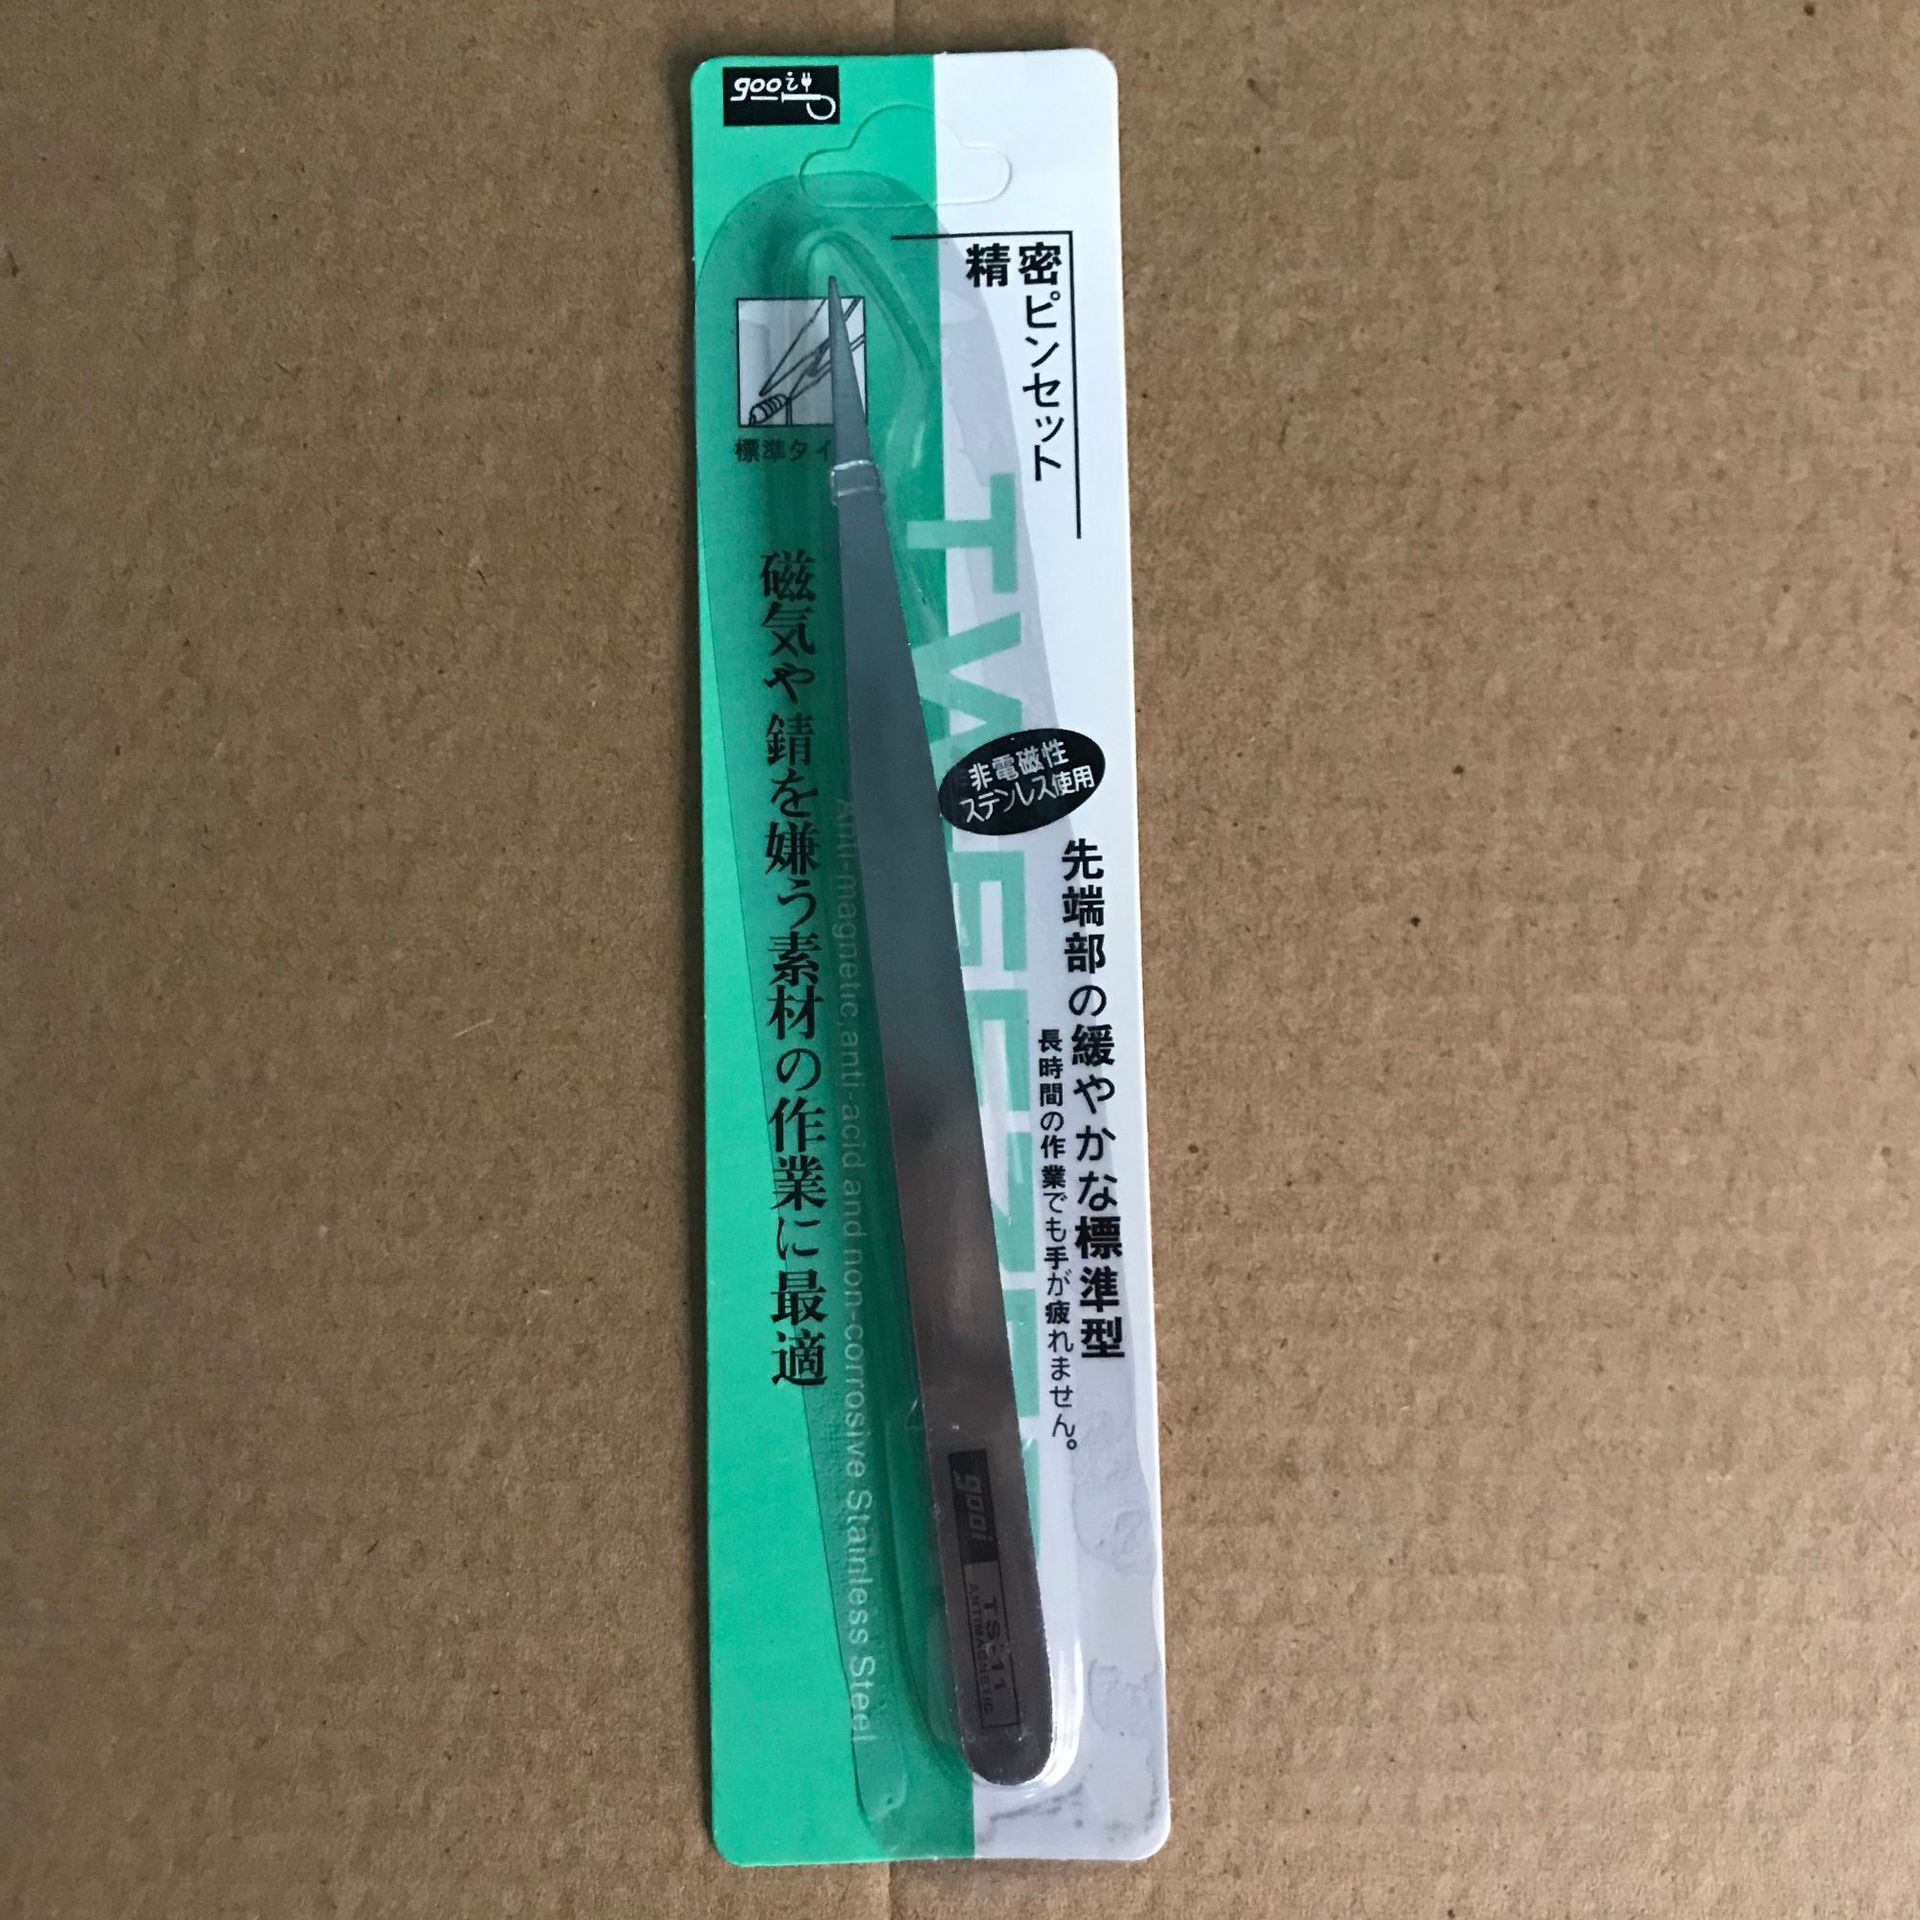 gooi
精密ピンセット
標準タイ
TWEEZE
非電磁性
ステンレス使用
先端部の緩やかな標準型
長時間の作業でも手が疲れません。
磁気や錆を嫌う素材の作業に最適
Anti-magnetic,anti-acid and non-corrosive Stainless Steel
gooi
TS-11
ANTIMAGNETIC